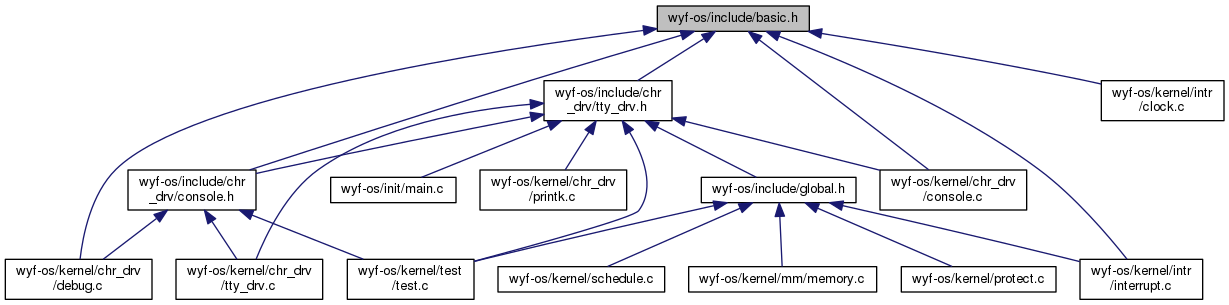 wyf-os/include/basic.h
wyf-os/include/chr
_drv/tty_drv.h
wyf-os/kernel/intr
/clock.c
wyf-os/include/chr
_drv/console.h
wyf-os/init/main.c
wyf-os/kernel/chr_drv
/printk.c
wyf-os/include/global.h
wyf-os/kernel/chr_drv
/console.c
wyf-os/kernel/chr_drv
/debug.c
wyf-os/kernel/chr_drv
/tty_drv.c
wyf-os/kernel/test
/test.c
wyf-os/kernel/schedule.c
wyf-os/kernel/mm/memory.c
wyf-os/kernel/protect.c
wyf-os/kernel/intr
/interrupt.c